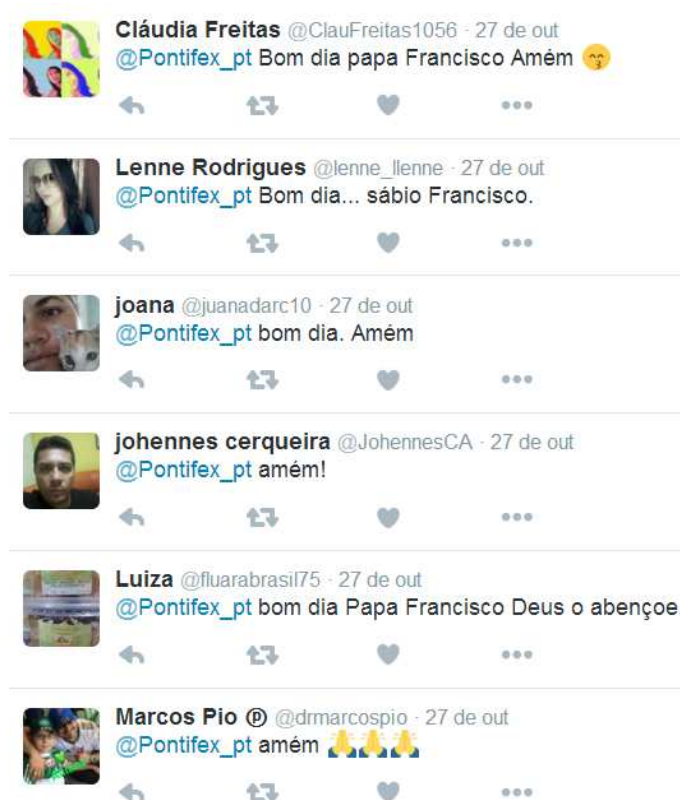 Cláudia Freitas @ClauFreitas1056 · 27 de out
@Pontifex_pt Bom dia papa Francisco Amém 😙
Lenne Rodrigues @lenne_llenne · 27 de out
@Pontifex_pt Bom dia... sábio Francisco.
joana @juanadarc10 · 27 de out
@Pontifex_pt bom dia. Amém
johennes cerqueira @JohennesCA · 27 de out
@Pontifex_pt amém!
Luiza @fluarabrasil75 · 27 de out
@Pontifex_pt bom dia Papa Francisco Deus o abençoe
Marcos Pio ⓟ @drmarcospio · 27 de out
@Pontifex_pt amém 🙏🙏🙏